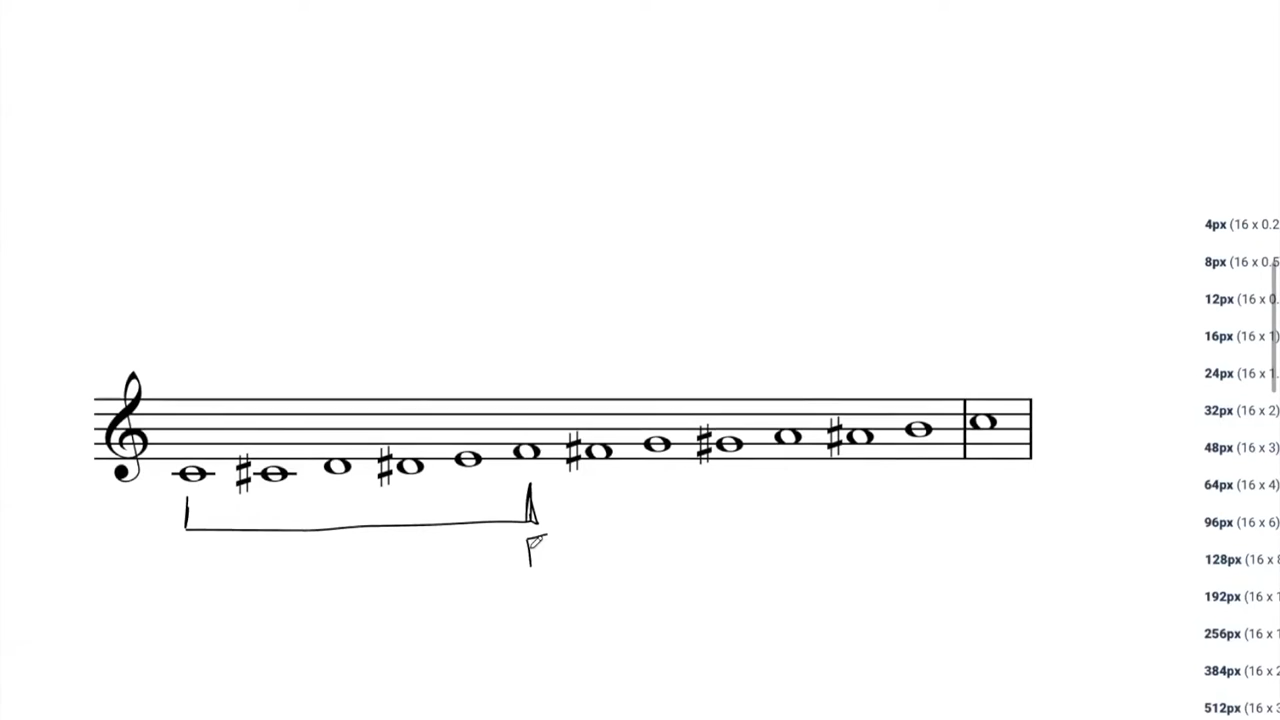 4px (16 x 0.2
8px (16 x 0.5
12px (16 x 0.
16px (16 x 1)
24px (16 x 1.
32px (16 x 2)
48px (16 x 3)
64px (16 x 4)
96px (16 x 6)
128px (16 x 8
192px (16 x 1
256px (16 x 1
384px (16 x 2
512px (16 x 3